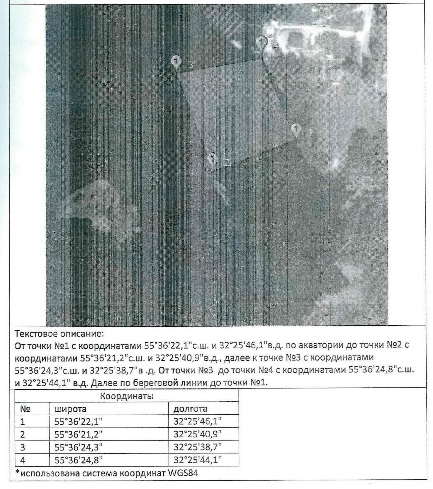 Текстовое описание:
От точки №1 с координатами 55°36'22,1"с.ш. и 32°25'46,1"в.д. по акватории до точки №2 с
координатами 55°36'21,2"с.ш. и 32°25'40,9"в.д., далее к точке №3 с координатами
55°36'24,3"с.ш. и 32°25'38,7"в .д. От точки №3 до точки №4 с координатами 55°36'24,8"с.ш.
и 32°25'44,1" в.д. Далее по береговой линии до точки №1.
Координаты
№ широта долгота
1 55°36'22,1" 32°25'46,1"
2 55°36'21,2" 32°25'40,9"
3 55°36'24,3" 32°25'38,7"
4 55°36'24,8" 32°25'44,1"
*использована система координат WGS84